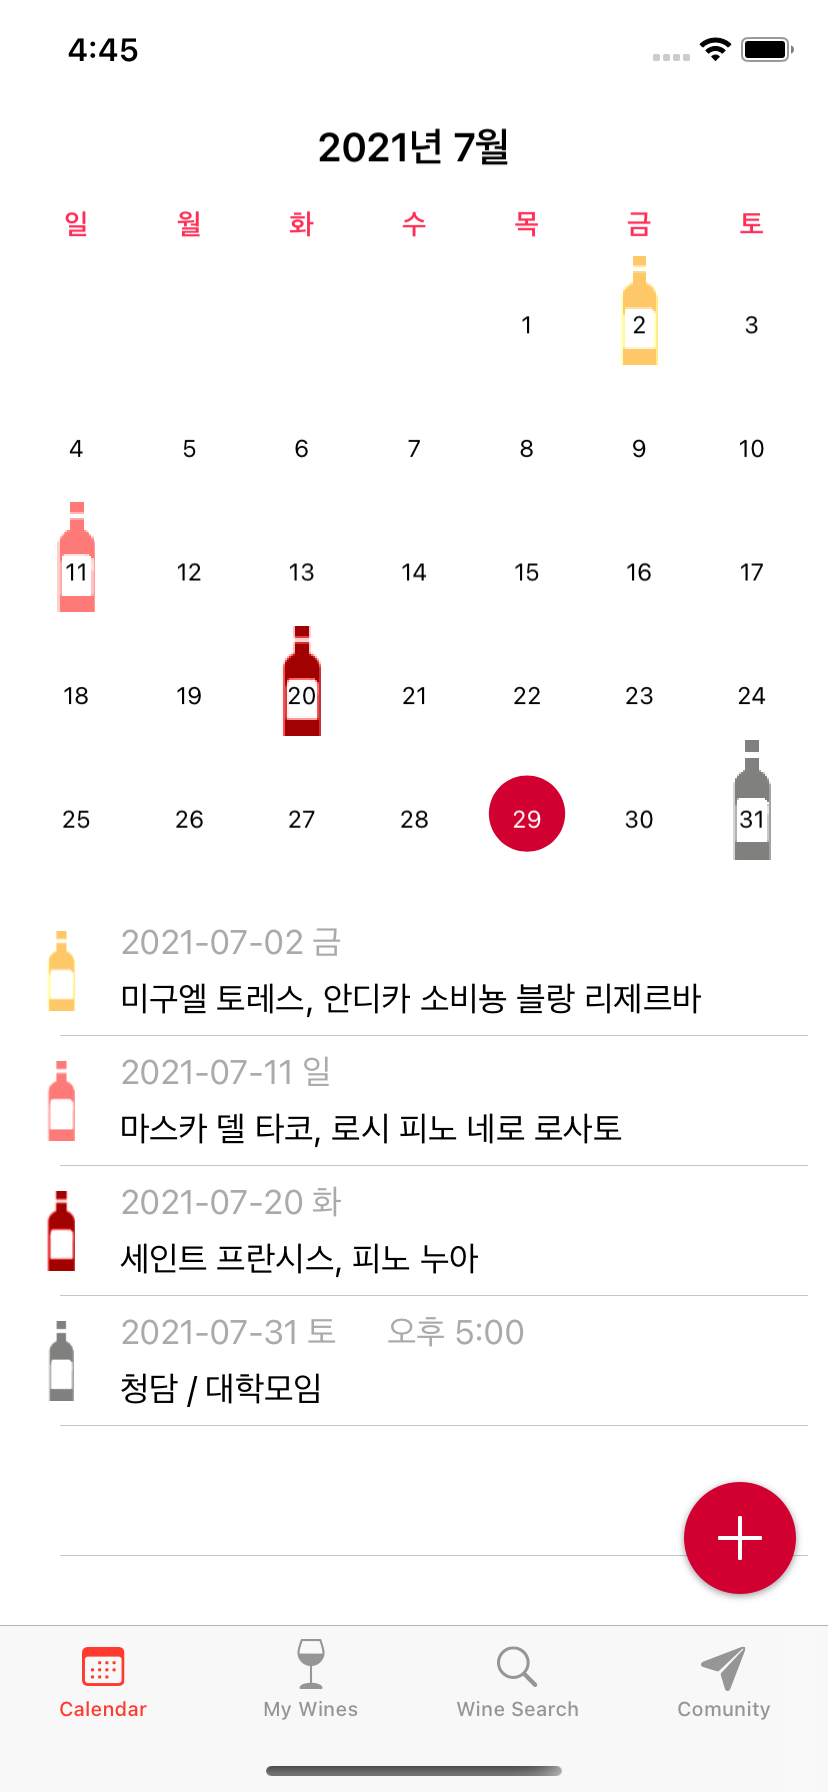 4:45
2021년 7월
일 월 화 수 목 금 토
1 2 3
4 5 6 7 8 9 10
11 12 13 14 15 16 17
18 19 20 21 22 23 24
25 26 27 28 29 30 31
2021-07-02 금
미구엘 토레스, 안디카 소비뇽 블랑 리제르바
2021-07-11 일
마스카 델 타코, 로시 피노 네로 로사토
2021-07-20 화
세인트 프란시스, 피노 누아
2021-07-31 토 오후 5:00
청담 / 대학모임
Calendar My Wines Wine Search Comunity